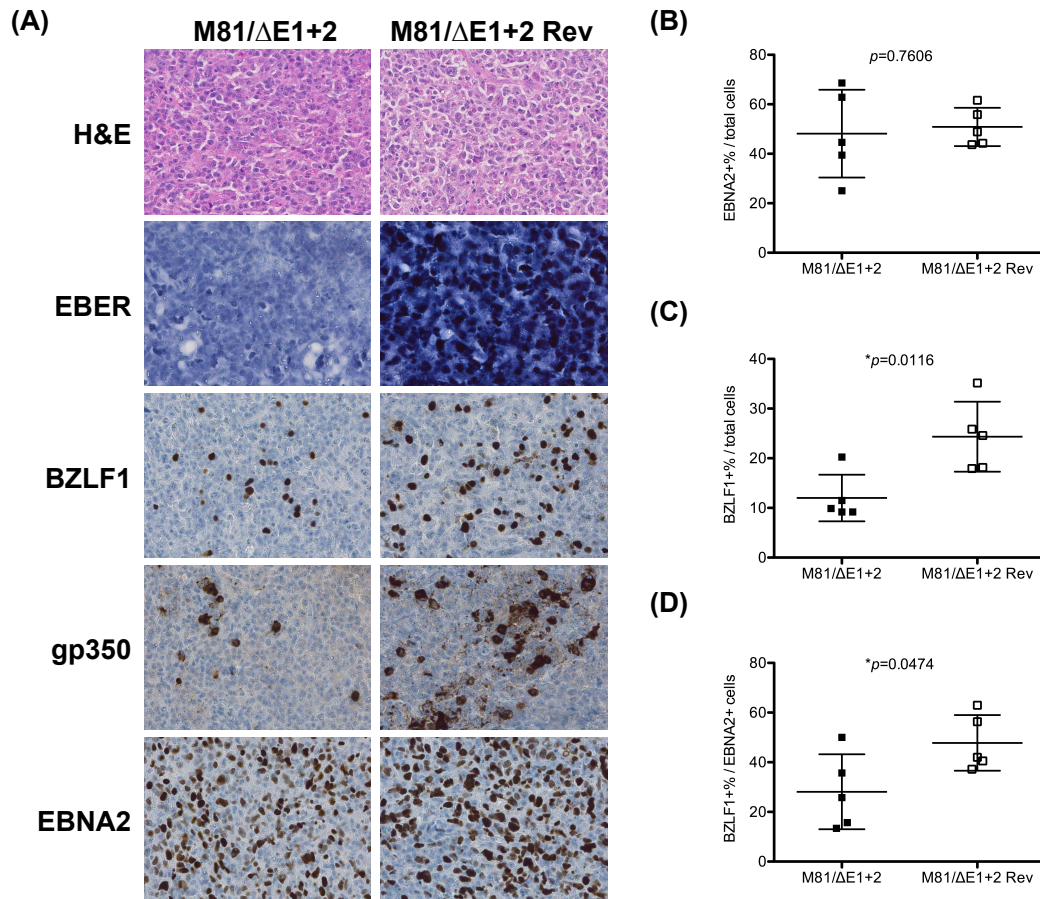 (A)
M81/ΔE1+2
M81/ΔE1+2 Rev
H&E
EBER
BZLF1
gp350
EBNA2
(B)
p=0.7606
EBNA2+% / total cells
80
60
40
20
0
M81/ΔE1+2
M81/ΔE1+2 Rev
(C)
*p=0.0116
BZLF1+% / total cells
40
30
20
10
0
M81/ΔE1+2
M81/ΔE1+2 Rev
(D)
*p=0.0474
BZLF1+% / EBNA2+ cells
80
60
40
20
0
M81/ΔE1+2
M81/ΔE1+2 Rev